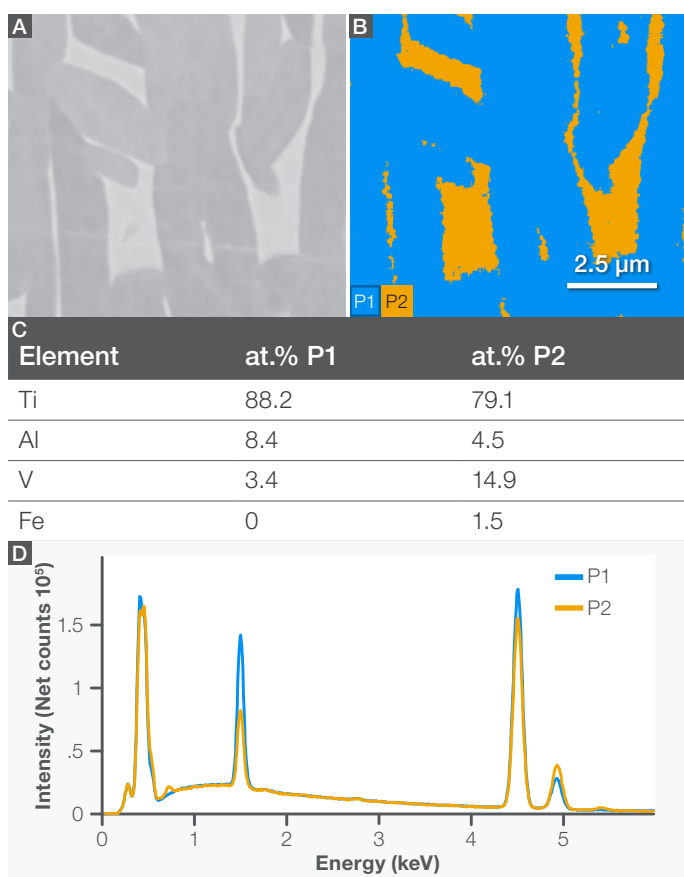 A
B
2.5 µm
P1 P2
C
Element at.% P1 at.% P2
Ti 88.2 79.1
Al 8.4 4.5
V 3.4 14.9
Fe 0 1.5
D
P1
P2
1.5
1
.5
0
0 1 2 3 4 5
Intensity (Net counts 10⁵)
Energy (keV)